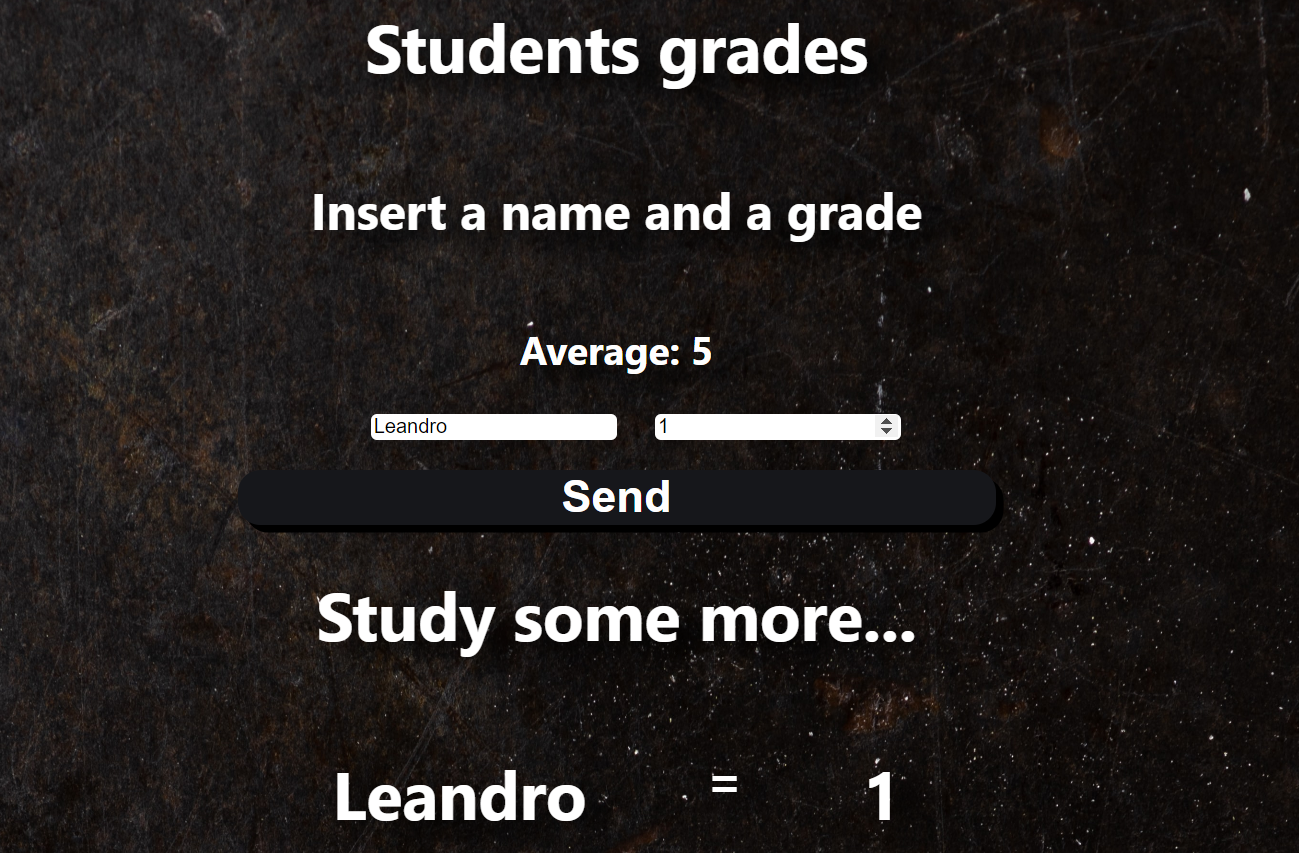 Students grades
Insert a name and a grade
Average: 5
Leandro 1
Send
Study some more...
Leandro = 1